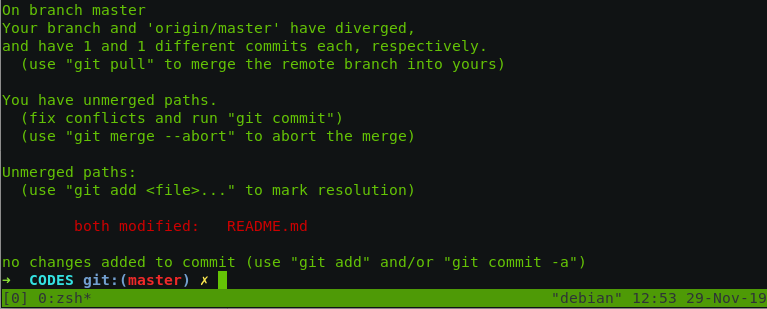 On branch master
Your branch and 'origin/master' have diverged,
and have 1 and 1 different commits each, respectively.
  (use "git pull" to merge the remote branch into yours)

You have unmerged paths.
  (fix conflicts and run "git commit")
  (use "git merge --abort" to abort the merge)

Unmerged paths:
  (use "git add <file>..." to mark resolution)

        both modified:   README.md

no changes added to commit (use "git add" and/or "git commit -a")
➜  CODES git:(master) ✗
[0] 0:zsh* "debian" 12:53 29-Nov-19